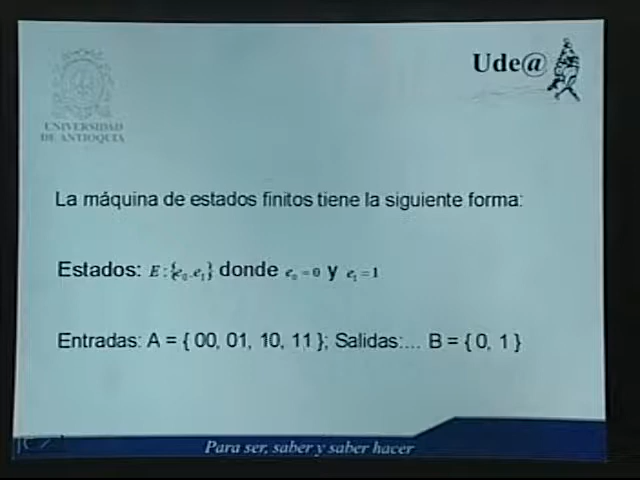 Ude@
UNIVERSIDAD
DE ANTIOQUIA
La máquina de estados finitos tiene la siguiente forma:
Estados: E:{e₀,e₁} donde e₀=0 y e₁=1
Entradas: A = { 00, 01, 10, 11 }; Salidas:... B = { 0, 1 }
Para ser, saber y saber hacer